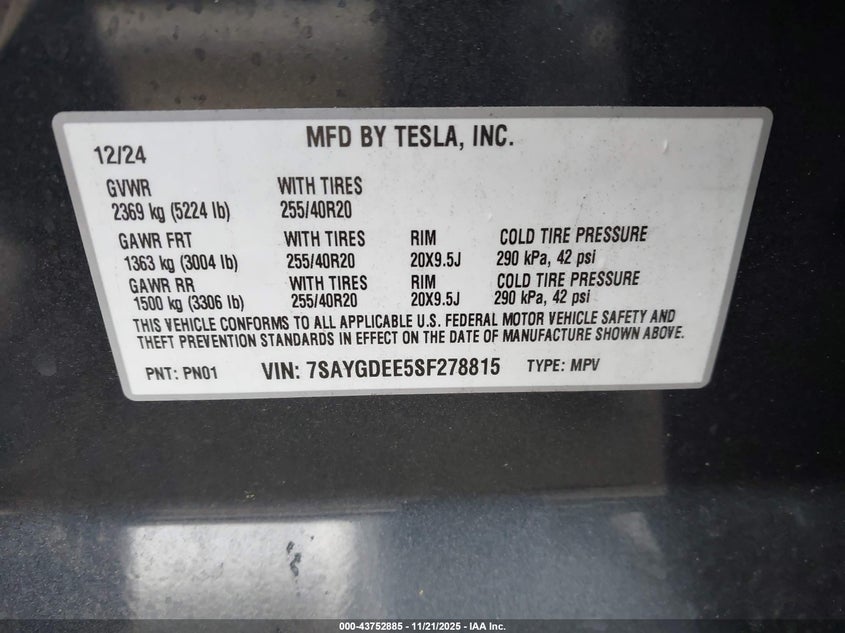 MFD BY TESLA, INC.
12/24
GVWR WITH TIRES
2369 kg (5224 lb) 255/40R20
GAWR FRT WITH TIRES RIM COLD TIRE PRESSURE
1363 kg (3004 lb) 255/40R20 20X9.5J 290 kPa, 42 psi
GAWR RR WITH TIRES RIM COLD TIRE PRESSURE
1500 kg (3306 lb) 255/40R20 20X9.5J 290 kPa, 42 psi
THIS VEHICLE CONFORMS TO ALL APPLICABLE U.S. FEDERAL MOTOR VEHICLE SAFETY AND
THEFT PREVENTION STANDARDS IN EFFECT ON THE DATE OF MANUFACTURE SHOWN ABOVE.
PNT: PN01 VIN: 7SAYGDEE5SF278815 TYPE: MPV
000-43752885 - 11/21/2025 - IAA Inc.